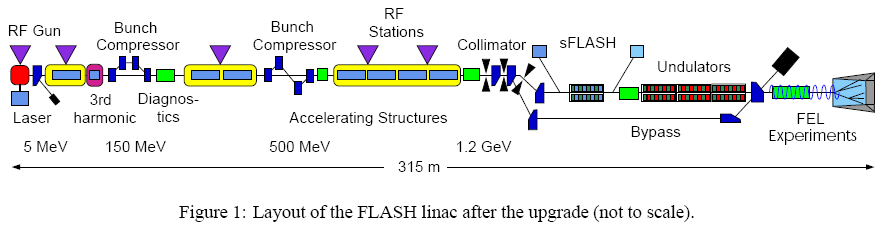 RF Gun
Bunch
Compressor
Bunch
Compressor
RF
Stations
Collimator
sFLASH
Undulators
Laser
3rd
harmonic
Diagnos-
tics
Accelerating Structures
Bypass
FEL
Experiments
5 MeV
150 MeV
500 MeV
1.2 GeV
315 m
Figure 1: Layout of the FLASH linac after the upgrade (not to scale).